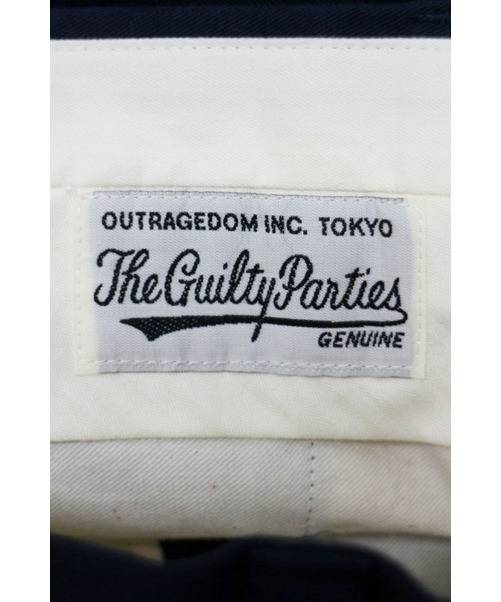 OUTRAGEDOM INC. TOKYO
The Guilty Parties
GENUINE